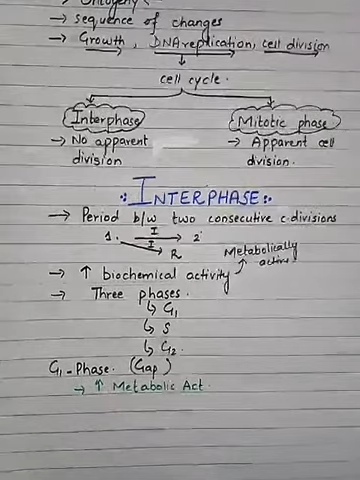 → Ontogeny
→ sequence of changes
→ Growth, DNA replication, cell division
cell cycle.
Interphase
Mitotic phase
→ No apparent division
→ Apparent cell division.
INTERPHASE
→ Period b/w two consecutive c-divisions
1. I → 2
I → R
Metabolically active
→ ↑ biochemical activity
→ Three phases.
↳ G1
↳ S
↳ G2
G1-Phase. (Gap)
→ ↑ Metabolic Act.